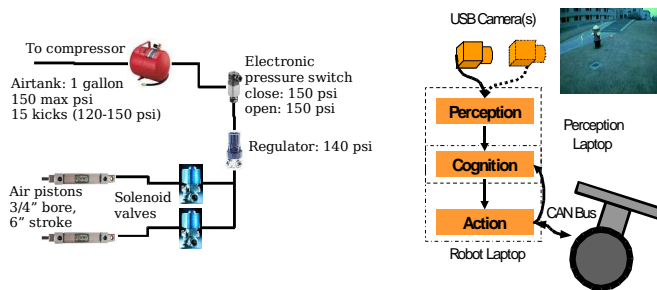 To compressor
Airtank: 1 gallon
150 max psi
15 kicks (120-150 psi)
Electronic
pressure switch
close: 150 psi
open: 150 psi
Regulator: 140 psi
Air pistons
3/4” bore,
6” stroke
Solenoid
valves
USB Camera(s)
Perception
Cognition
Action
Robot Laptop
Perception
Laptop
CAN Bus